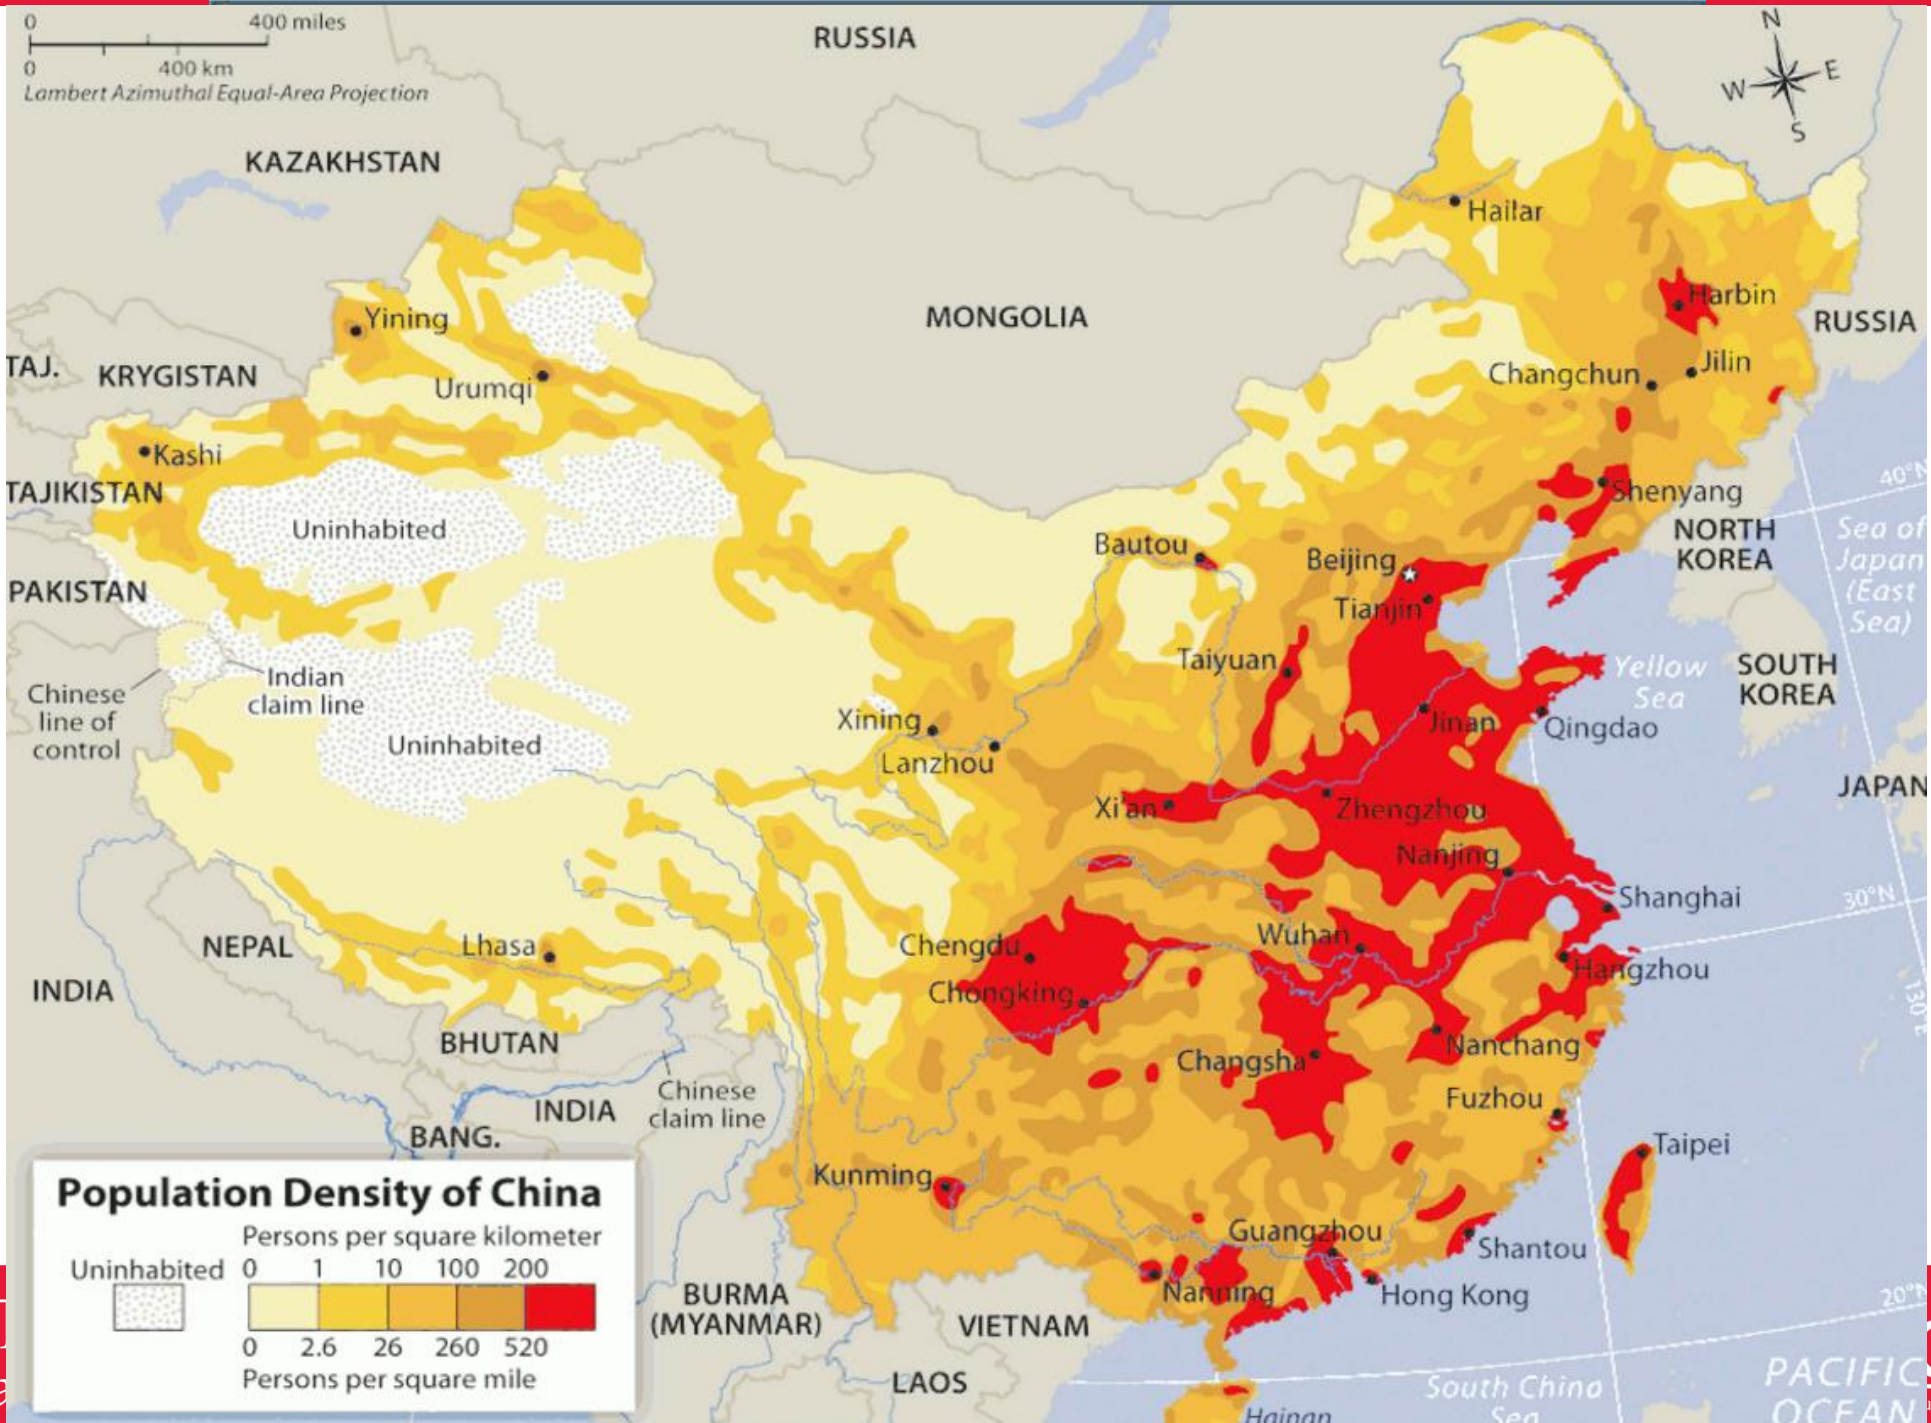 0 400 miles
0 400 km
Lambert Azimuthal Equal-Area Projection
RUSSIA
N
W E
S
KAZAKHSTAN
Hailar
MONGOLIA
Harbin
RUSSIA
Yining
TAJ.
KRYGISTAN
Urumqi
Changchun
Jilin
Kashi
TAJIKISTAN
Uninhabited
Shenyang
40°N
NORTH
KOREA
Sea of
Japan
(East
Sea)
Bautou
Beijing
Tianjin
PAKISTAN
Taiyuan
Yellow
Sea
SOUTH
KOREA
Indian
claim line
Chinese
line of
control
Uninhabited
Xining
Lanzhou
Jinan
Qingdao
JAPAN
Xi'an
Zhengzhou
Nanjing
Shanghai
30°N
NEPAL
Lhasa
Chengdu
Wuhan
Hangzhou
INDIA
Chongking
130°E
BHUTAN
Changsha
Nanchang
Chinese
claim line
INDIA
Fuzhou
BANG.
Taipei
Kunming
Guangzhou
Shantou
Nanning
Hong Kong
BURMA
(MYANMAR)
VIETNAM
20°N
LAOS
South China
Sea
PACIFIC
OCEAN
Hainan
Population Density of China
Persons per square kilometer
Uninhabited 0 1 10 100 200
0 2.6 26 260 520
Persons per square mile